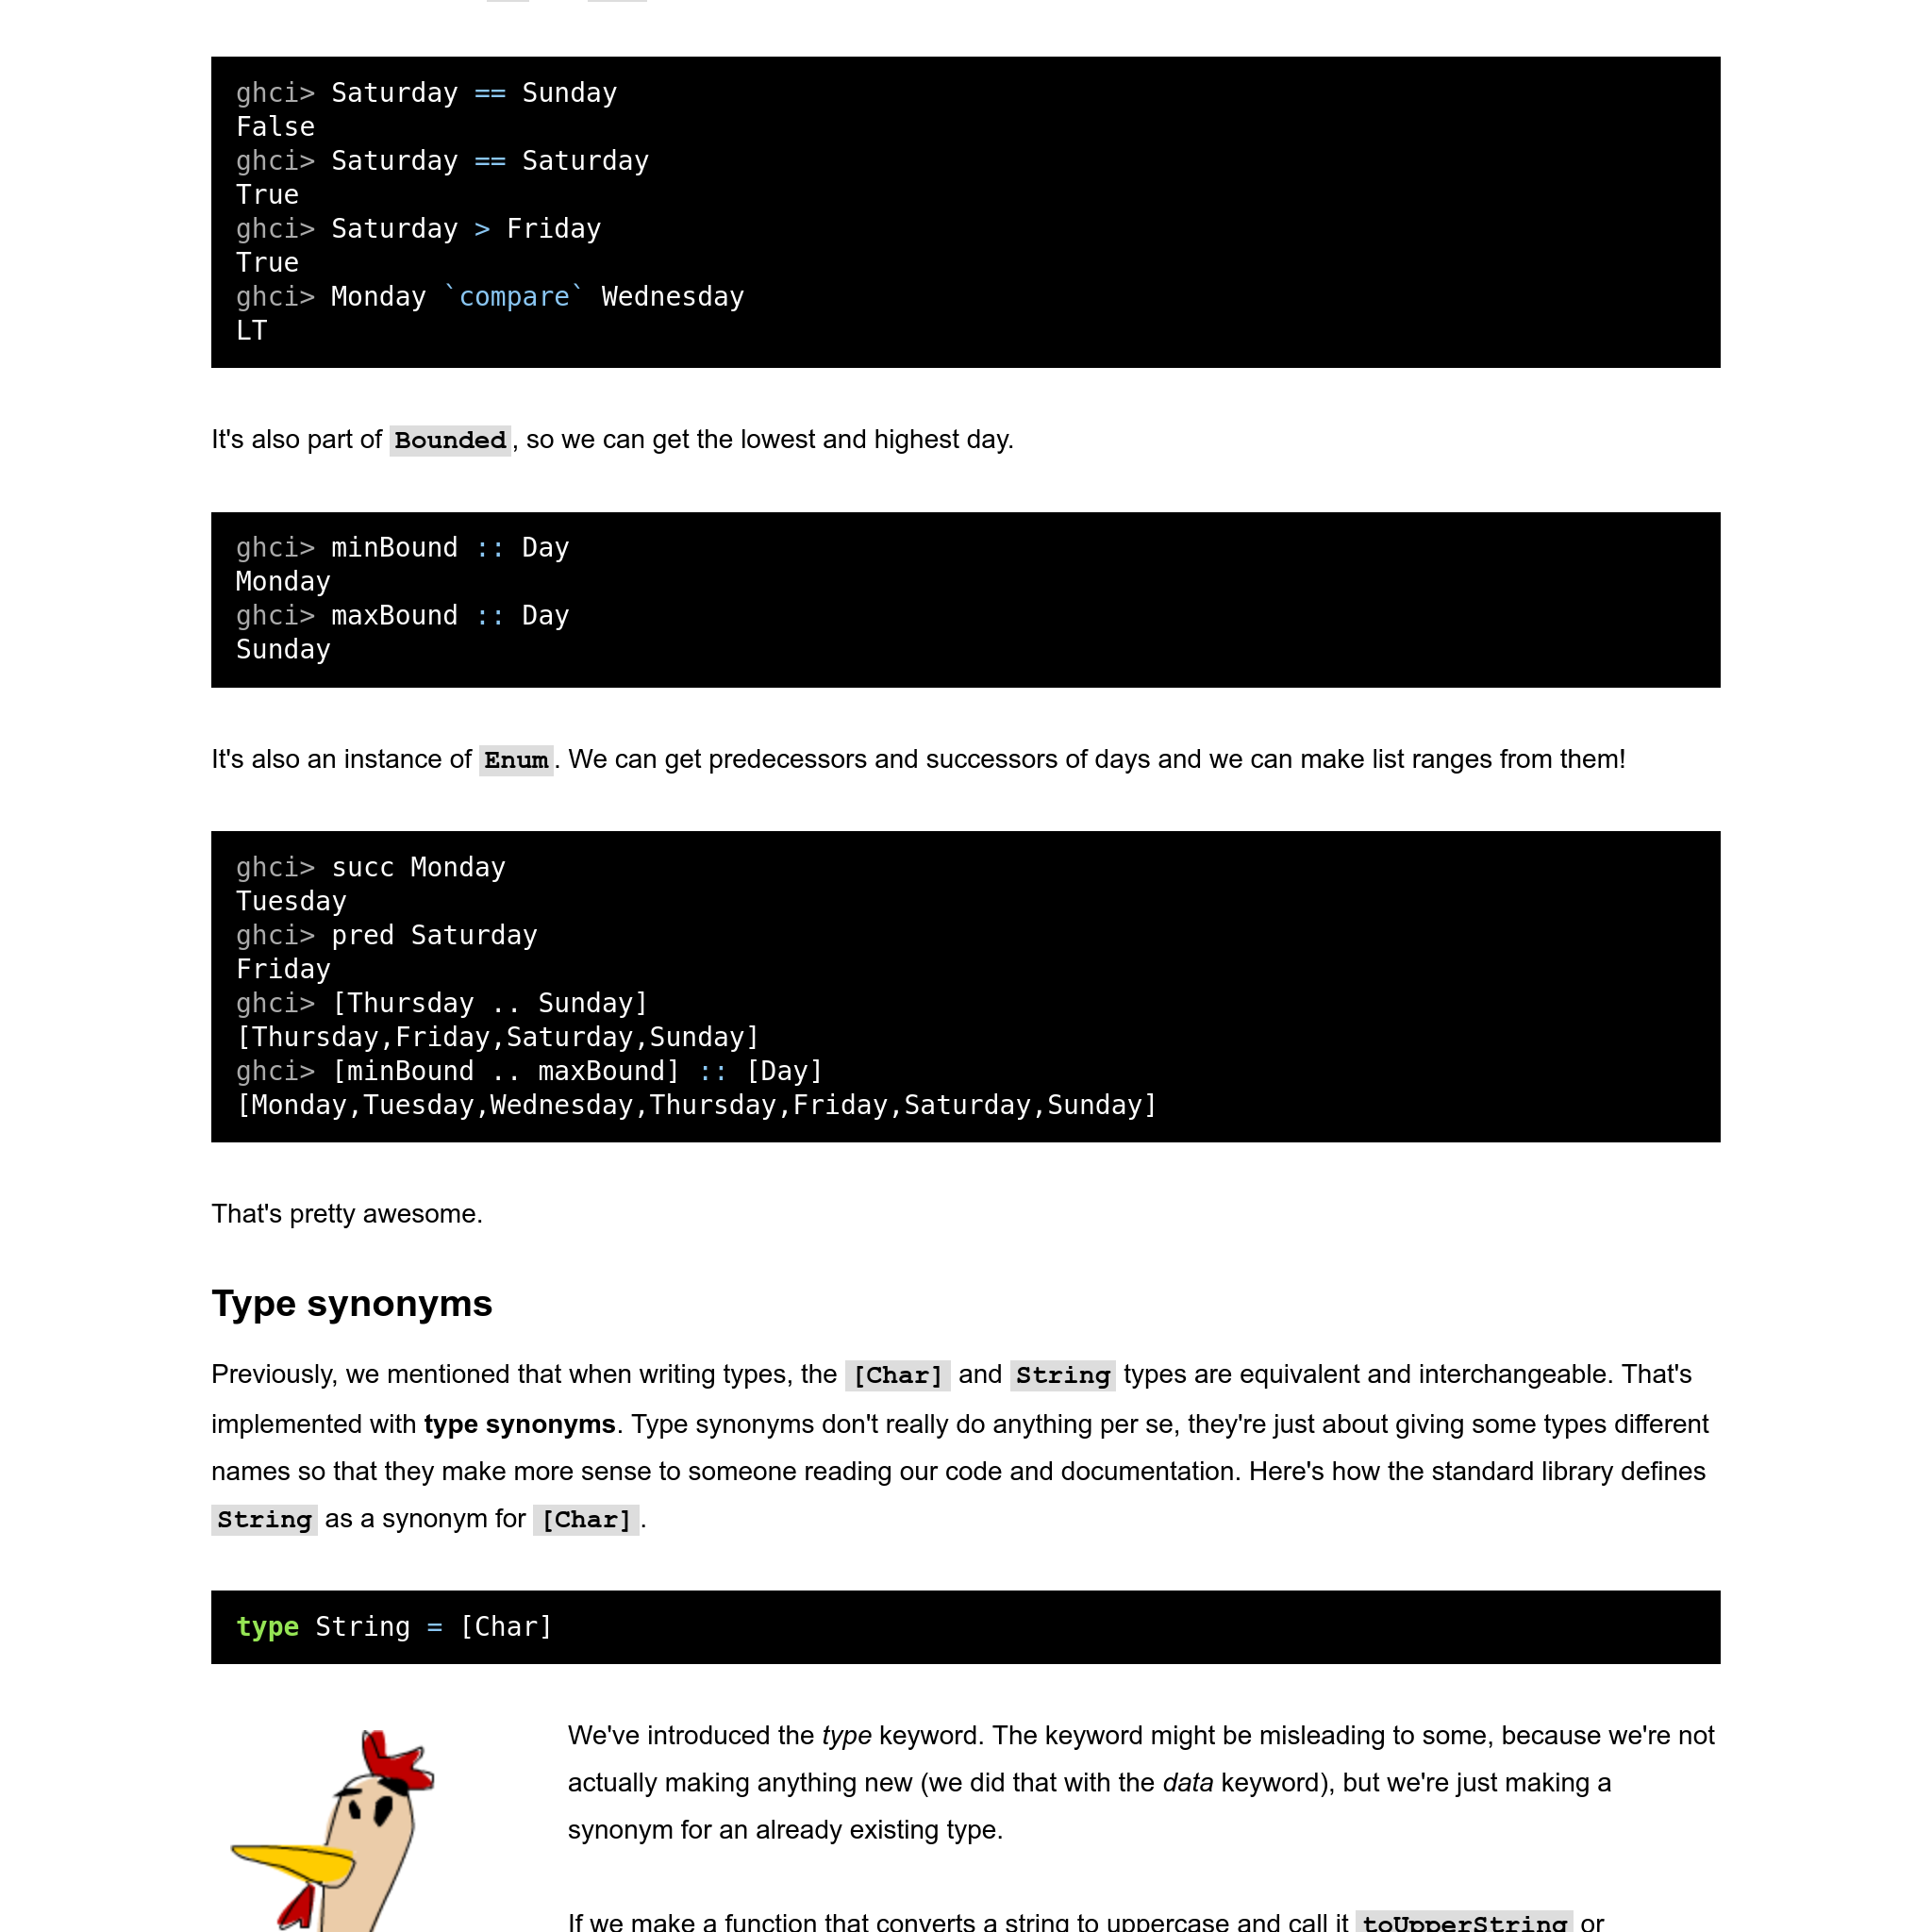 ghci> Saturday == Sunday
False
ghci> Saturday == Saturday
True
ghci> Saturday > Friday
True
ghci> Monday `compare` Wednesday
LT
It's also part of Bounded, so we can get the lowest and highest day.
ghci> minBound :: Day
Monday
ghci> maxBound :: Day
Sunday
It's also an instance of Enum. We can get predecessors and successors of days and we can make list ranges from them!
ghci> succ Monday
Tuesday
ghci> pred Saturday
Friday
ghci> [Thursday .. Sunday]
[Thursday,Friday,Saturday,Sunday]
ghci> [minBound .. maxBound] :: [Day]
[Monday,Tuesday,Wednesday,Thursday,Friday,Saturday,Sunday]
That's pretty awesome.
Type synonyms
Previously, we mentioned that when writing types, the [Char] and String types are equivalent and interchangeable. That's
implemented with type synonyms. Type synonyms don't really do anything per se, they're just about giving some types different
names so that they make more sense to someone reading our code and documentation. Here's how the standard library defines
String as a synonym for [Char].
type String = [Char]
We've introduced the type keyword. The keyword might be misleading to some, because we're not
actually making anything new (we did that with the data keyword), but we're just making a
synonym for an already existing type.
If we make a function that converts a string to uppercase and call it toUpperString or